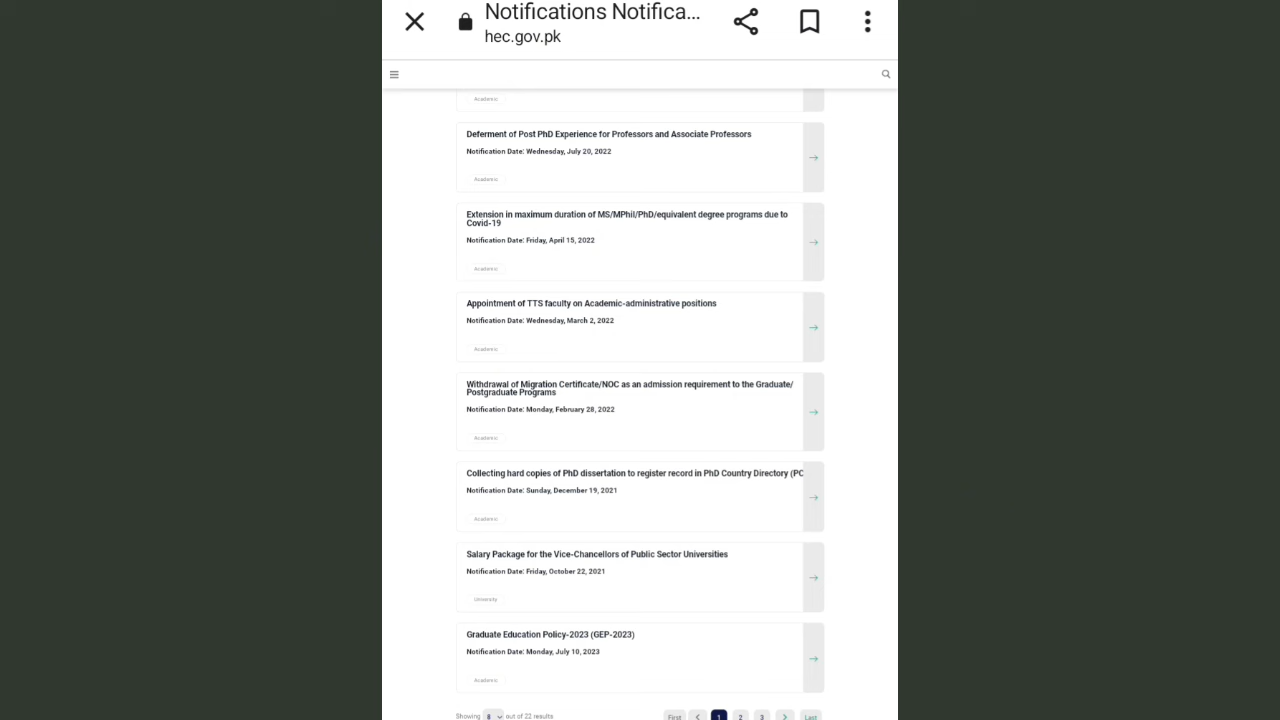 Notifications Notifica...
hec.gov.pk
Academic
Deferment of Post PhD Experience for Professors and Associate Professors
Notification Date: Wednesday, July 20, 2022
Academic
Extension in maximum duration of MS/MPhil/PhD/equivalent degree programs due to
Covid-19
Notification Date: Friday, April 15, 2022
Academic
Appointment of TTS faculty on Academic-administrative positions
Notification Date: Wednesday, March 2, 2022
Academic
Withdrawal of Migration Certificate/NOC as an admission requirement to the Graduate/
Postgraduate Programs
Notification Date: Monday, February 28, 2022
Academic
Collecting hard copies of PhD dissertation to register record in PhD Country Directory (PC
Notification Date: Sunday, December 19, 2021
Academic
Salary Package for the Vice-Chancellors of Public Sector Universities
Notification Date: Friday, October 22, 2021
University
Graduate Education Policy-2023 (GEP-2023)
Notification Date: Monday, July 10, 2023
Academic
Showing 8 out of 22 results First 1 2 3 Last